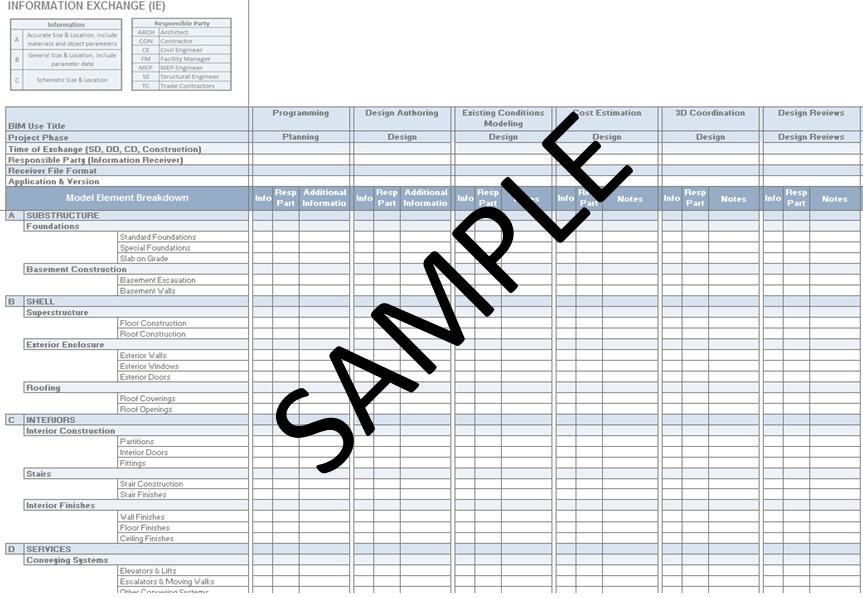 INFORMATION EXCHANGE (IE)
Information
A Accurate Size & Location, include materials and object parameters
B General Size & Location, include parameter data
C Schematic Size & Location
Responsible Party
ARCH Architect
CON Contractor
CE Civil Engineer
FM Facility Manager
MEP MEP Engineer
SE Structural Engineer
TC Trade Contractors
BIM Use Title Programming Design Authoring Existing Conditions Modeling Cost Estimation 3D Coordination Design Reviews
Project Phase Planning Design Design Design Design Design Reviews
Time of Exchange (SD, DD, CD, Construction)
Responsible Party (Information Receiver)
Receiver File Format
Application & Version
Model Element Breakdown Info Resp Part Additional Informatio Info Resp Part Additional Informatio Info Resp Part Notes Info Resp Part Notes Info Resp Part Notes Info Resp Part Notes
A SUBSTRUCTURE
Foundations
Standard Foundations
Special Foundations
Slab on Grade
Basement Construction
Basement Excavation
Basement Walls
B SHELL
Superstructure
Floor Construction
Roof Construction
Exterior Enclosure
Exterior Walls
Exterior Windows
Exterior Doors
Roofing
Roof Coverings
Roof Openings
C INTERIORS
Interior Construction
Partitions
Interior Doors
Fittings
Stairs
Stair Construction
Stair Finishes
Interior Finishes
Wall Finishes
Floor Finishes
Ceiling Finishes
D SERVICES
Conveying Systems
Elevators & Lifts
Escalators & Moving Walks
Other Conveying Systems
SAMPLE